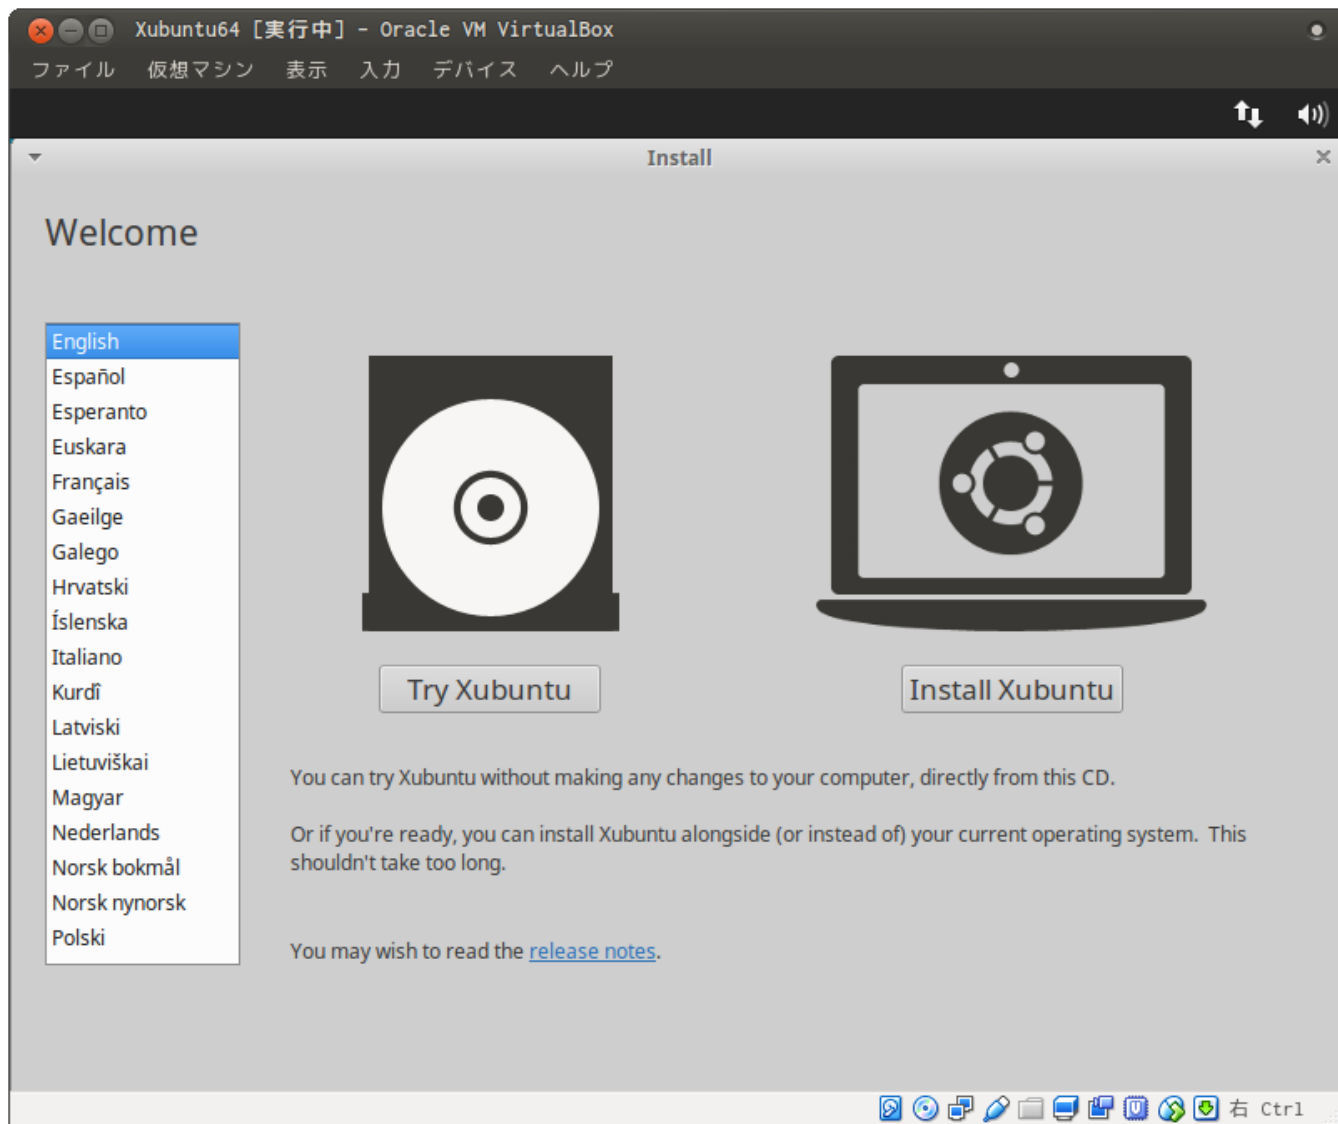 Xubuntu64 [実行中] - Oracle VM VirtualBox
ファイル 仮想マシン 表示 入力 デバイス ヘルプ
Install
Welcome
English
Español
Esperanto
Euskara
Français
Gaeilge
Galego
Hrvatski
Íslenska
Italiano
Kurdî
Latviski
Lietuviškai
Magyar
Nederlands
Norsk bokmål
Norsk nynorsk
Polski
Try Xubuntu
Install Xubuntu
You can try Xubuntu without making any changes to your computer, directly from this CD.
Or if you're ready, you can install Xubuntu alongside (or instead of) your current operating system.  This
shouldn't take too long.
You may wish to read the release notes.
右 Ctrl